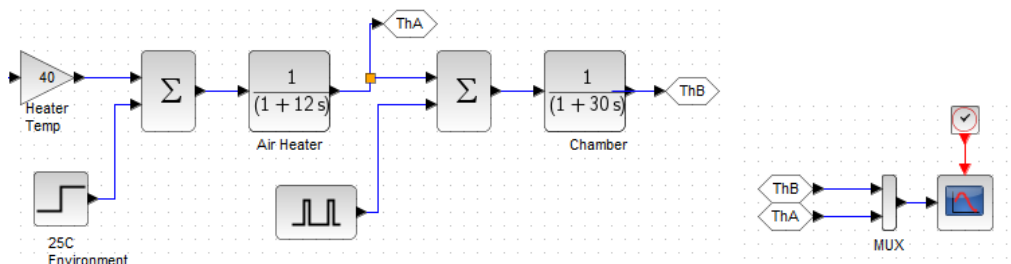 ThA
40
Σ
1
(1 + 12 s)
Σ
1
(1 + 30 s)
ThB
Heater
Temp
Air Heater
Chamber
25C
Environment
ThB
ThA
MUX